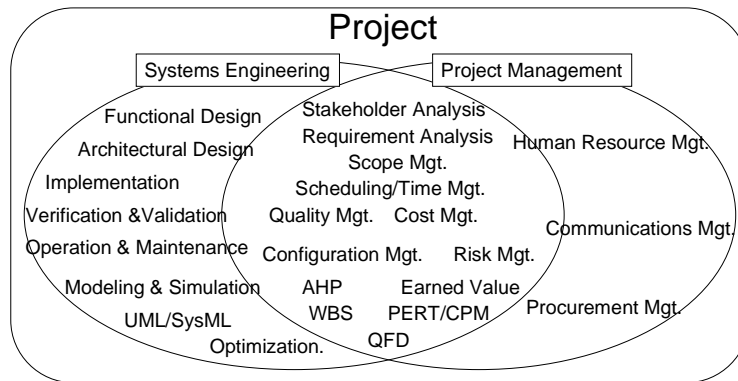 Project
Systems Engineering
Project Management
Functional Design
Architectural Design
Implementation
Verification &Validation
Operation & Maintenance
Modeling & Simulation
UML/SysML
Optimization.
Stakeholder Analysis
Requirement Analysis
Scope Mgt.
Scheduling/Time Mgt.
Quality Mgt. Cost Mgt.
Configuration Mgt. Risk Mgt.
AHP Earned Value
WBS PERT/CPM
QFD
Human Resource Mgt.
Communications Mgt.
Procurement Mgt.